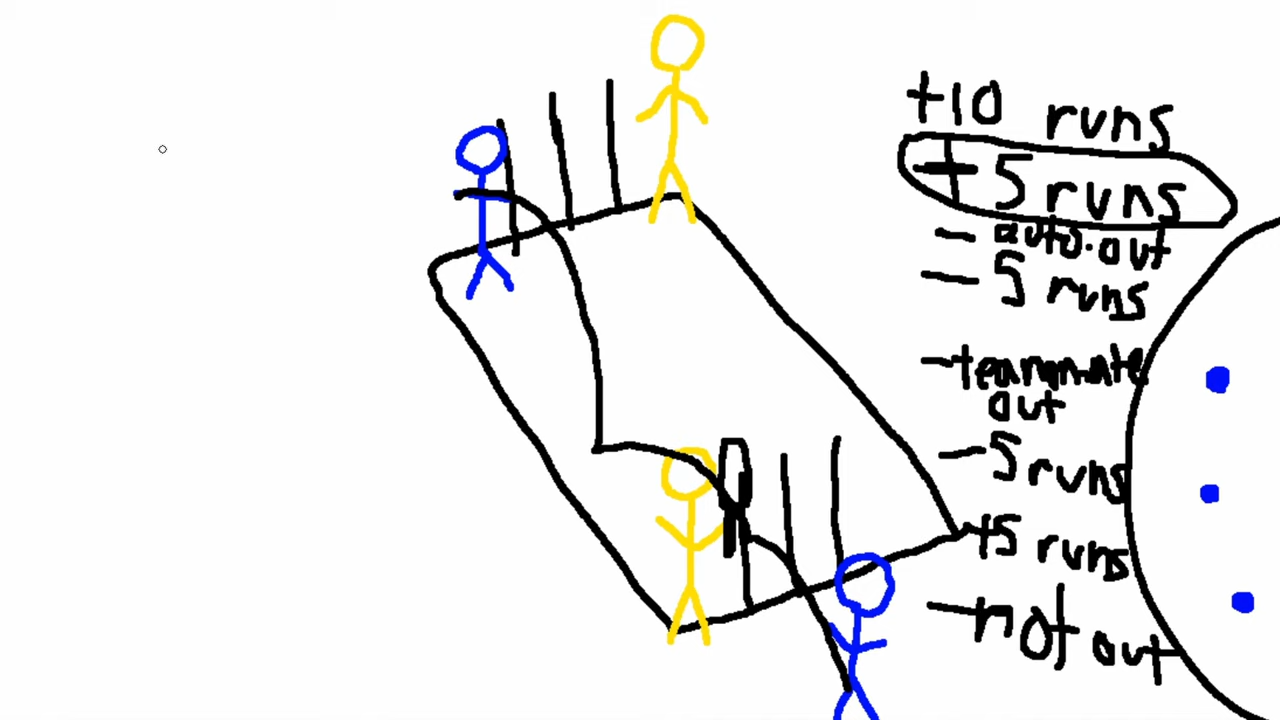 +10 runs
+5 runs
- auto.out
- 5 runs
- teammate
out
-5 runs
+5 runs
- not out